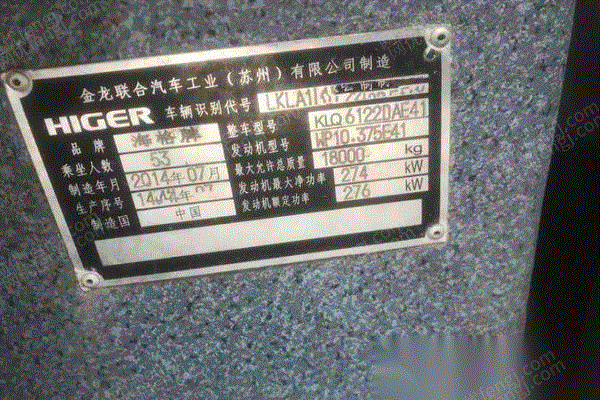 金龙联合汽车工业（苏州）有限公司制造
HIGER 车辆识别代号
品牌 海格牌 整车型号 KLQ6122DAE41
乘坐人数 53 发动机型号 WP10.375E41
制造年月 2014年07月 最大允许总质量 18000 kg
生产序号 发动机最大净功率 274 kW
制造国 中国 发动机额定功率 276 kW